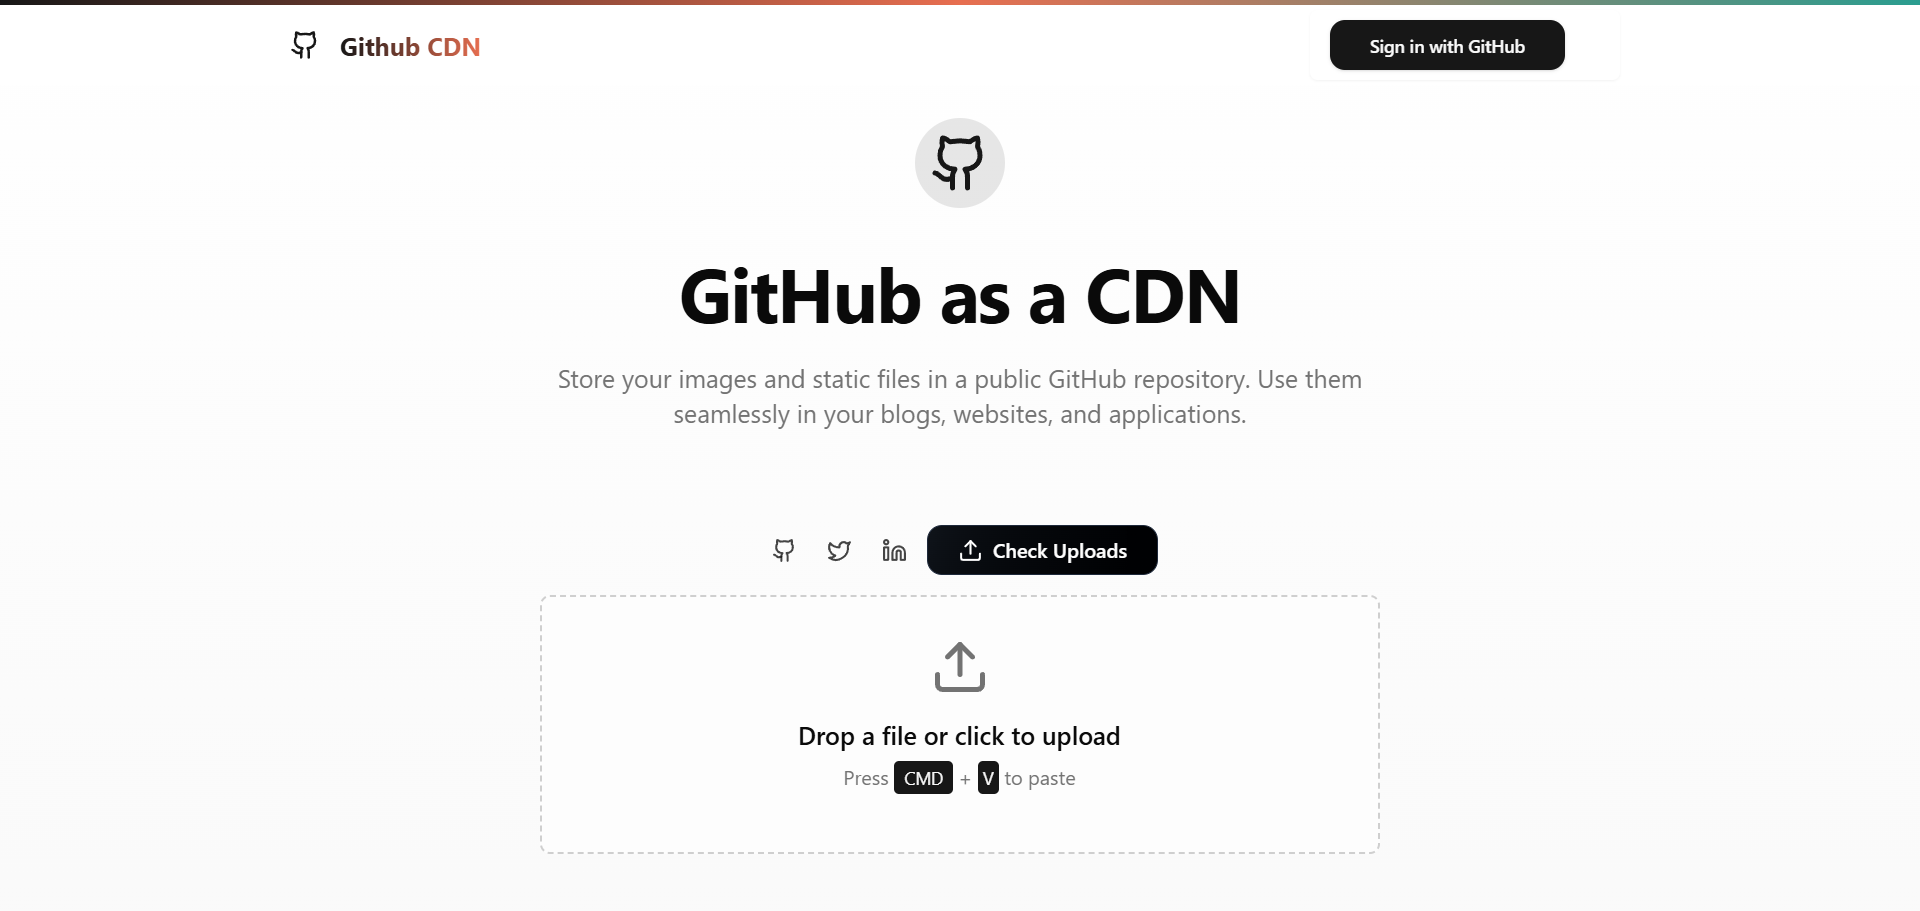 Github CDN
Sign in with GitHub
GitHub as a CDN
Store your images and static files in a public GitHub repository. Use them
seamlessly in your blogs, websites, and applications.
Check Uploads
Drop a file or click to upload
Press CMD + V to paste